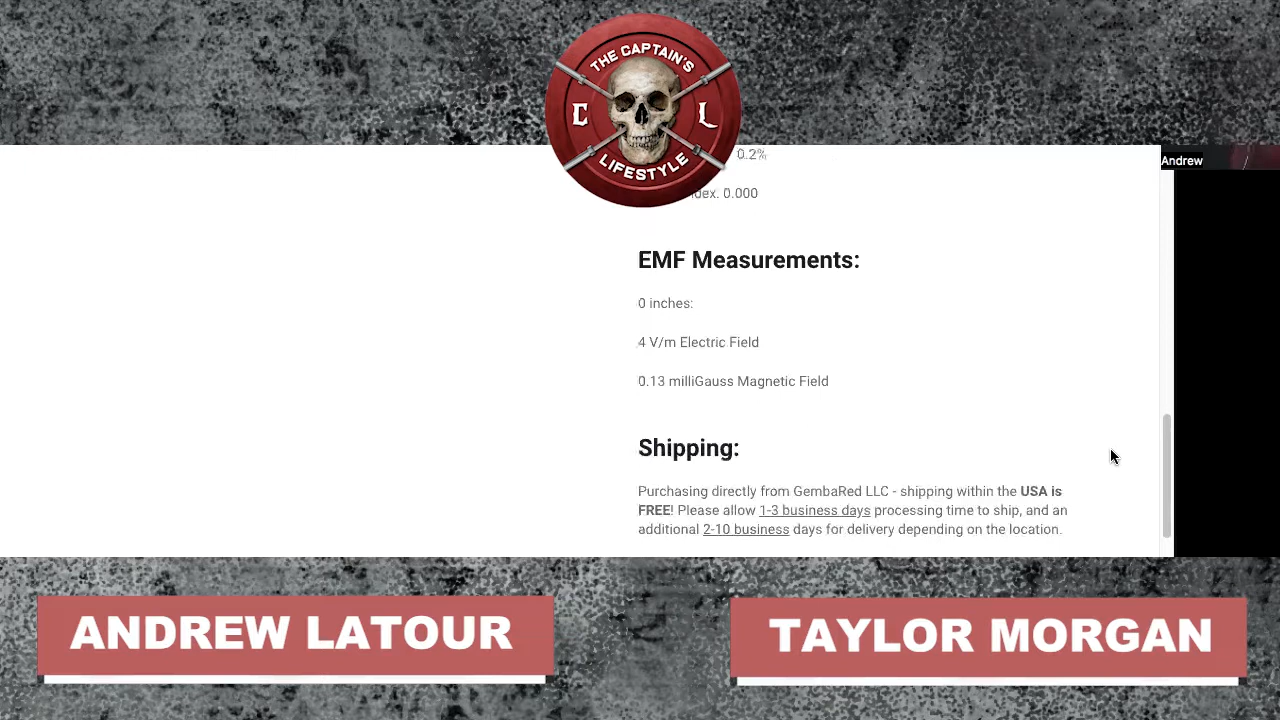 THE CAPTAIN'S
C L
LIFESTYLE
0.2%
Andrew
dex. 0.000
EMF Measurements:
0 inches:
4 V/m Electric Field
0.13 milliGauss Magnetic Field
Shipping:
Purchasing directly from GembaRed LLC - shipping within the USA is
FREE! Please allow 1-3 business days processing time to ship, and an
additional 2-10 business days for delivery depending on the location.
ANDREW LATOUR
TAYLOR MORGAN